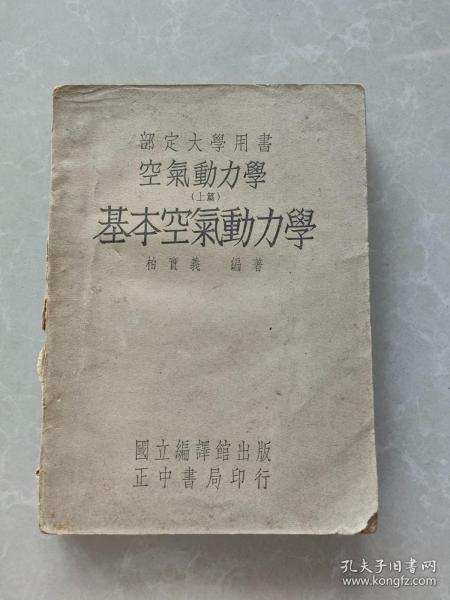 部定大學用書
空氣動力學
(上篇)
基本空氣動力學
柏實義 編著
國立編譯館出版
正中書局印行
孔夫子旧书网
www.kongfz.com